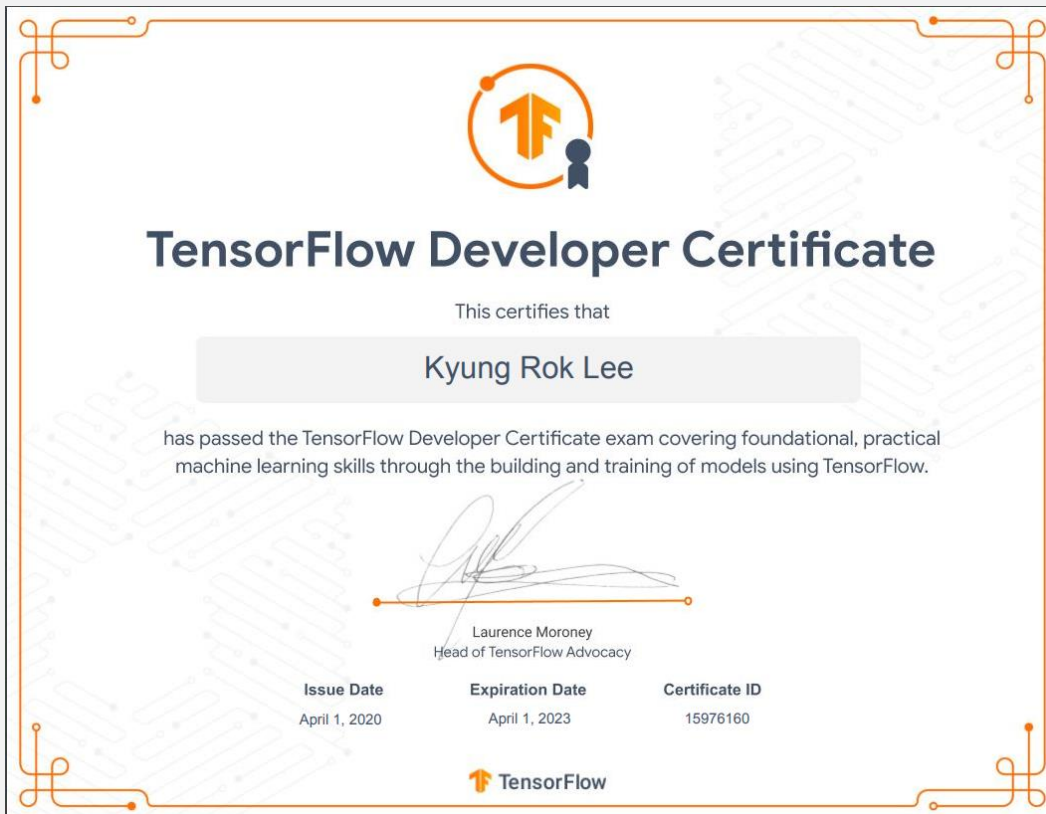 TensorFlow Developer Certificate
This certifies that
Kyung Rok Lee
has passed the TensorFlow Developer Certificate exam covering foundational, practical
machine learning skills through the building and training of models using TensorFlow.
Laurence Moroney
Head of TensorFlow Advocacy
Issue Date Expiration Date Certificate ID
April 1, 2020 April 1, 2023 15976160
TensorFlow